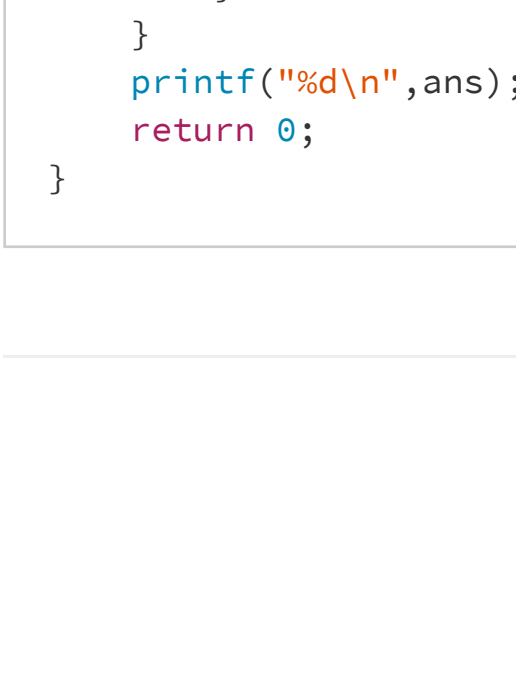 }
printf("%d\n",ans);
return 0;
}